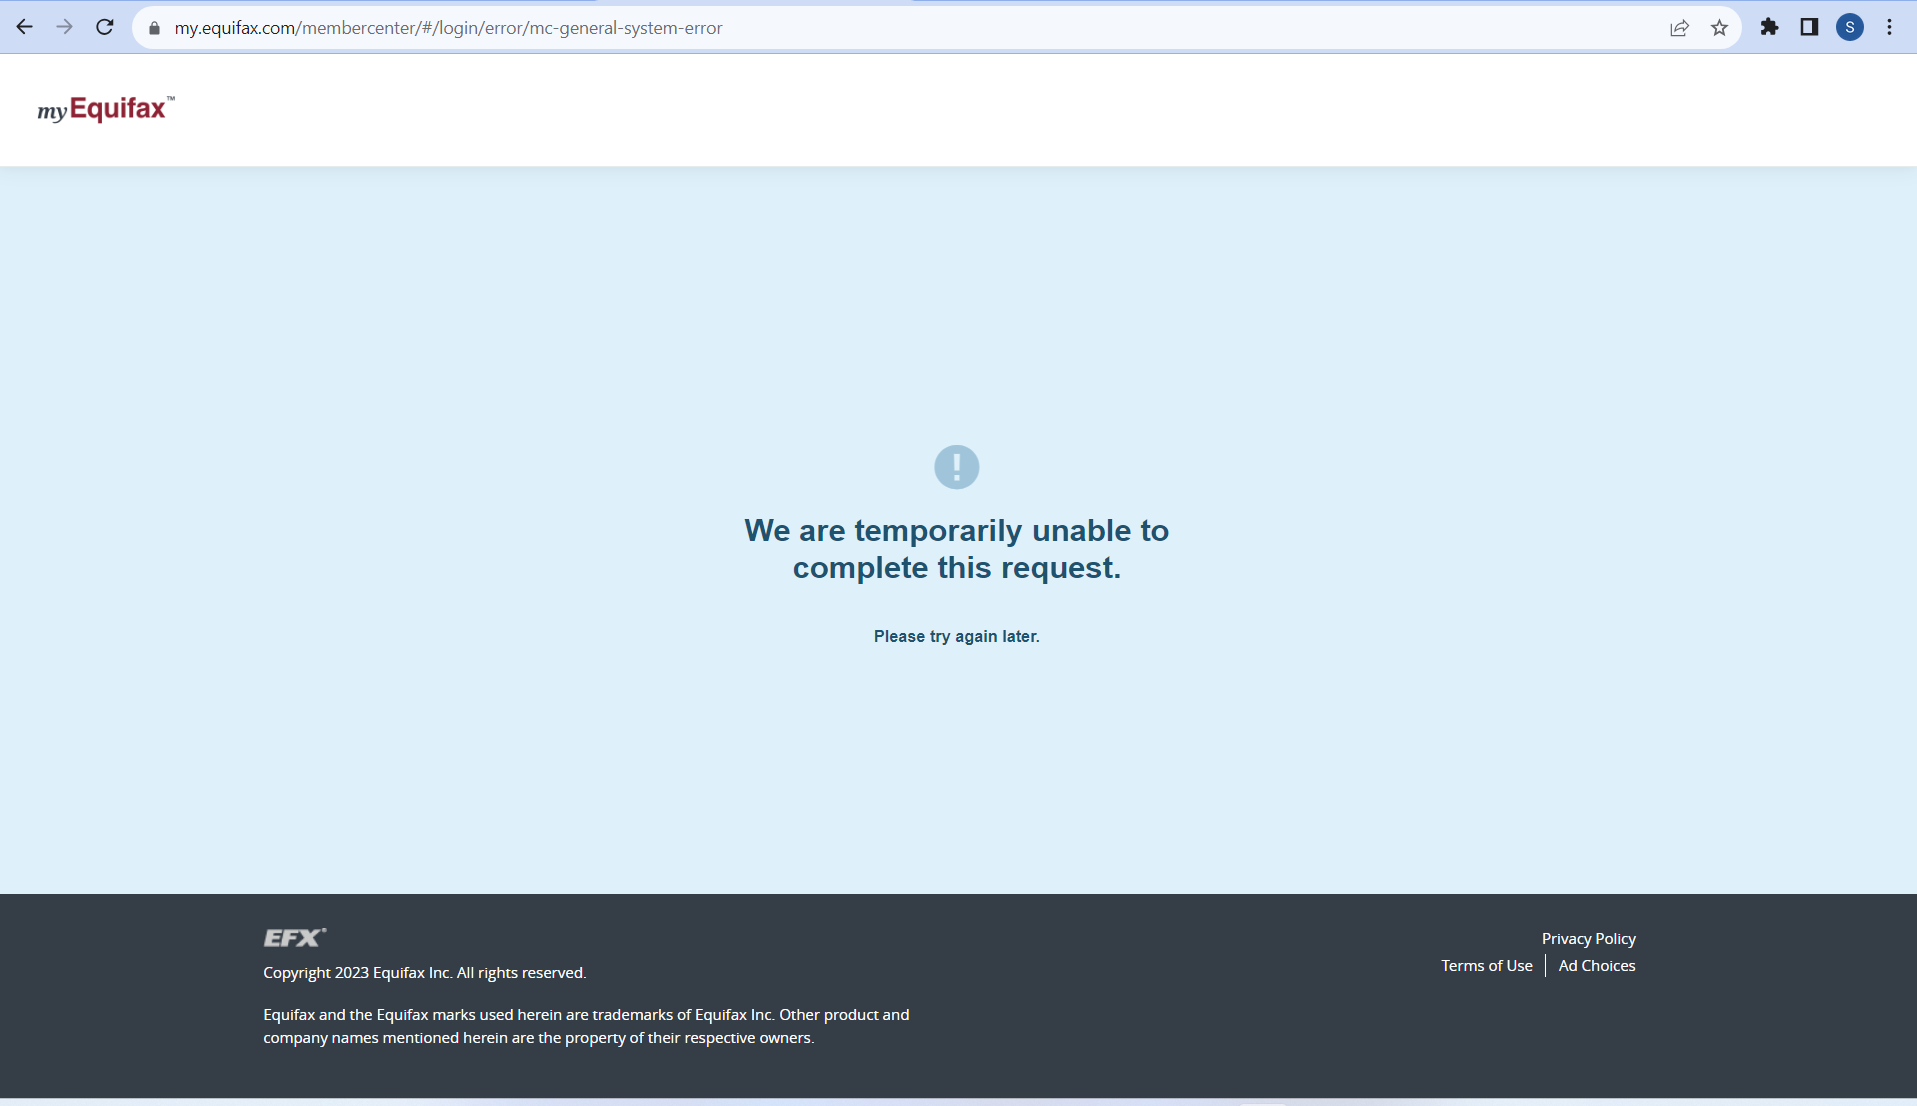 my.equifax.com/membercenter/#/login/error/mc-general-system-error
S
myEquifax™
!
We are temporarily unable to
complete this request.
Please try again later.
EFX®
Copyright 2023 Equifax Inc. All rights reserved.
Equifax and the Equifax marks used herein are trademarks of Equifax Inc. Other product and
company names mentioned herein are the property of their respective owners.
Privacy Policy
Terms of Use | Ad Choices